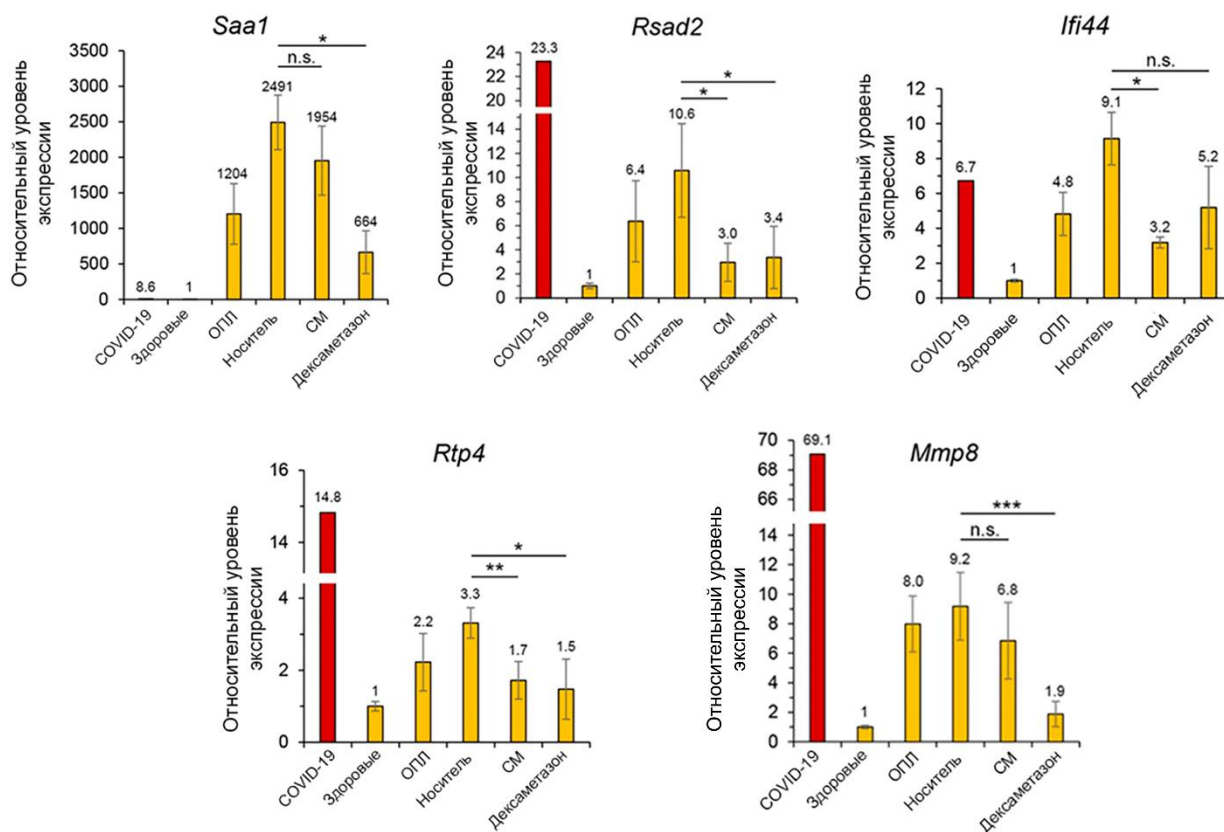 Saa1
Относительный уровень
экспрессии
3500
3000
2500
2000
1500
1000
500
0
8.6
1
1204
2491
1954
664
n.s.
*
COVID-19
Здоровые
ОПЛ
Носитель
СМ
Дексаметазон
Rsad2
Относительный уровень
экспрессии
24
22
20
14
12
10
8
6
4
2
0
23.3
1
6.4
10.6
3.0
3.4
*
*
COVID-19
Здоровые
ОПЛ
Носитель
СМ
Дексаметазон
Ifi44
Относительный уровень
экспрессии
12
10
8
6
4
2
0
6.7
1
4.8
9.1
3.2
5.2
n.s.
*
COVID-19
Здоровые
ОПЛ
Носитель
СМ
Дексаметазон
Rtp4
Относительный уровень
экспрессии
16
14
4
2
0
14.8
1
2.2
3.3
1.7
1.5
*
**
COVID-19
Здоровые
ОПЛ
Носитель
СМ
Дексаметазон
Mmp8
Относительный уровень
экспрессии
70
68
66
14
12
10
8
6
4
2
0
69.1
1
8.0
9.2
6.8
1.9
***
n.s.
COVID-19
Здоровые
ОПЛ
Носитель
СМ
Дексаметазон